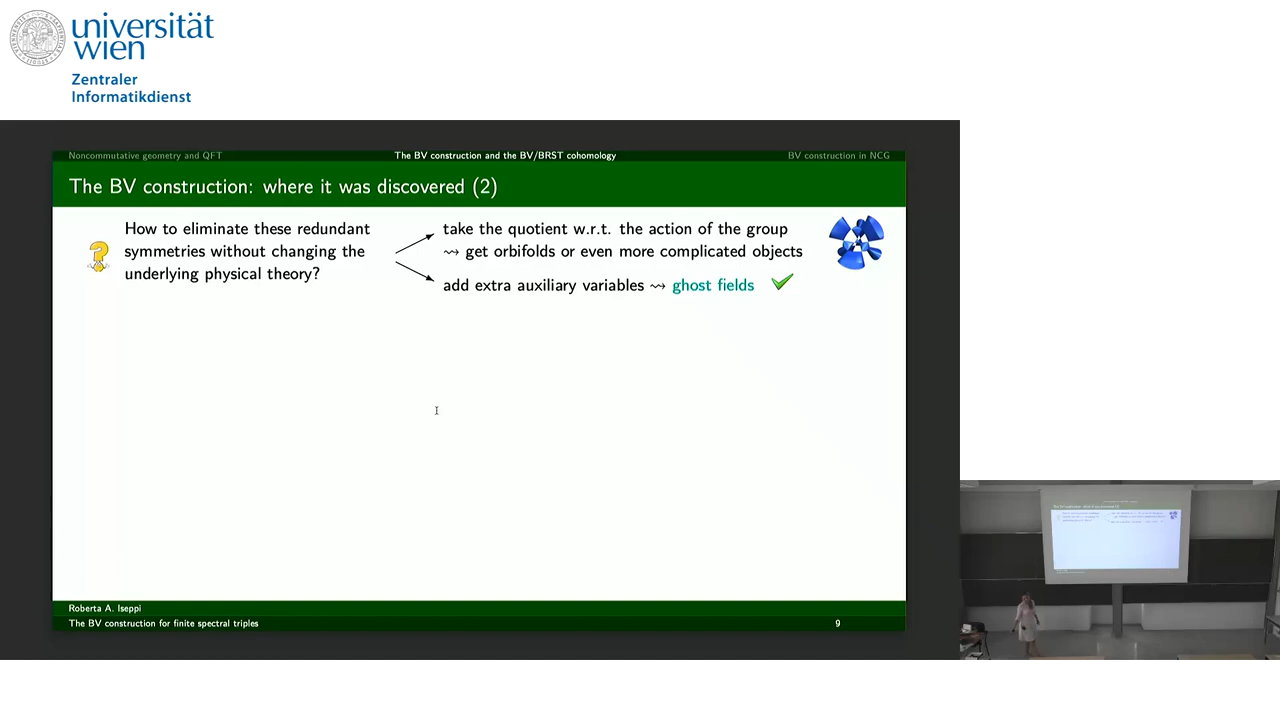 universität
wien
Zentraler
Informatikdienst
Noncommutative geometry and QFT
The BV construction and the BV/BRST cohomology
BV construction in NCG
The BV construction: where it was discovered (2)
How to eliminate these redundant
symmetries without changing the
underlying physical theory?
take the quotient w.r.t. the action of the group
⇝ get orbifolds or even more complicated objects
add extra auxiliary variables ⇝ ghost fields
Roberta A. Iseppi
The BV construction for finite spectral triples
9